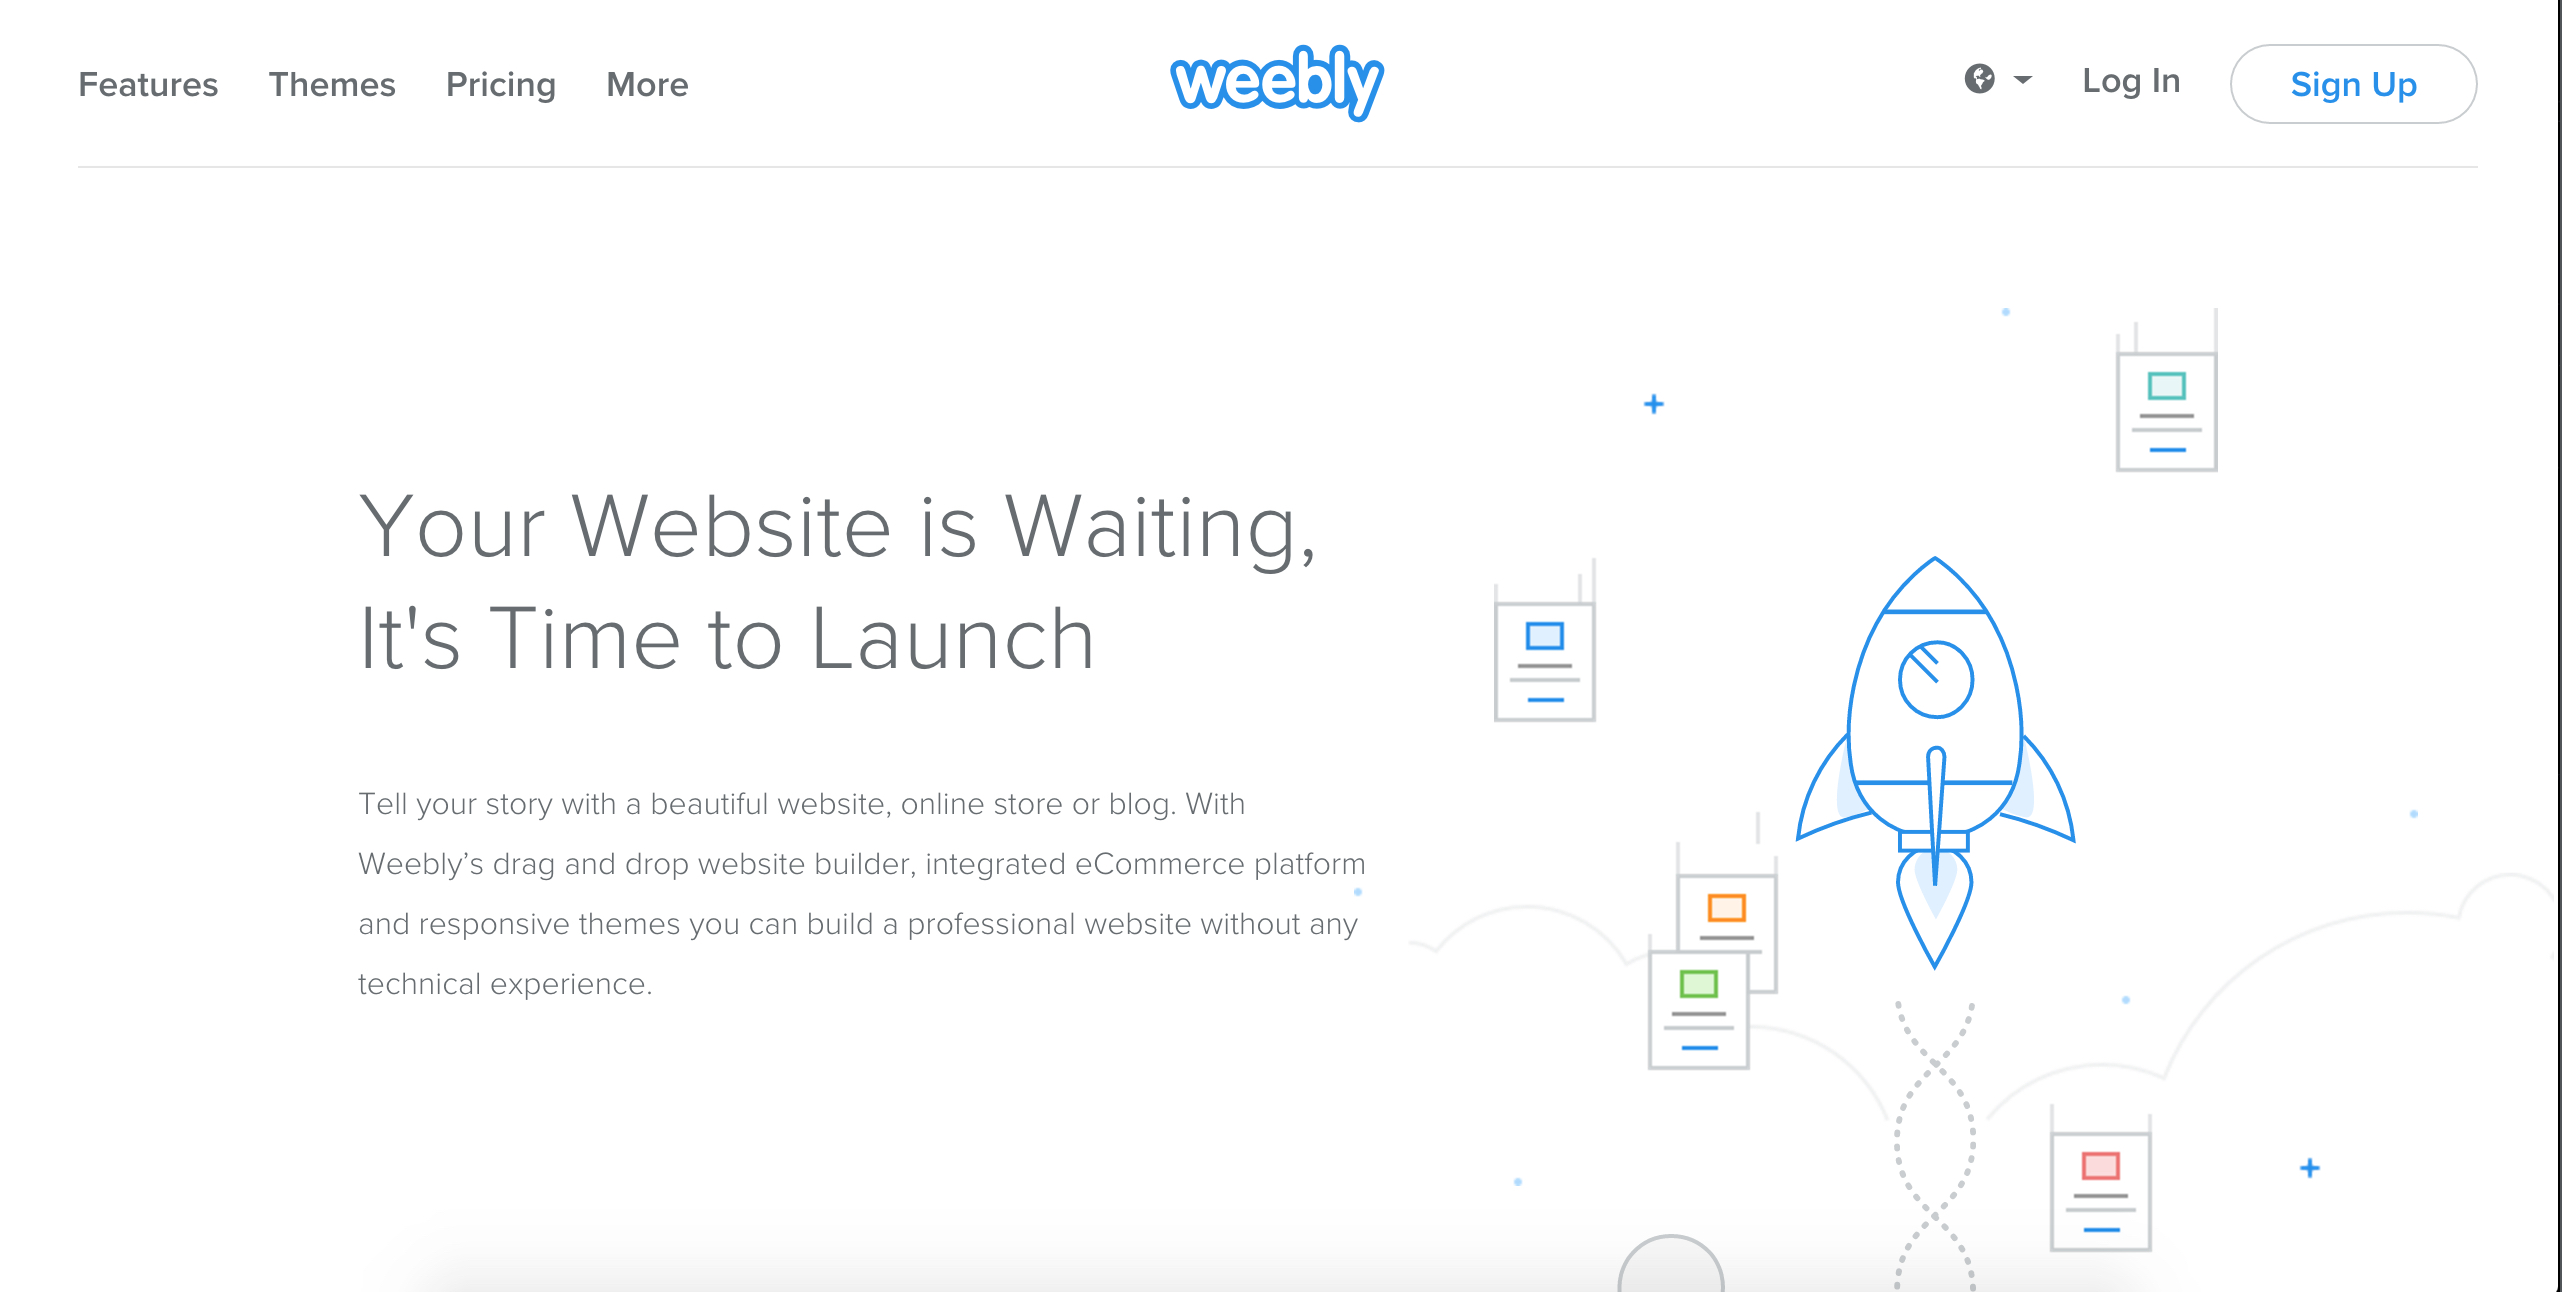 Features Themes Pricing More
weebly
Log In
Sign Up
Your Website is Waiting,
It's Time to Launch
Tell your story with a beautiful website, online store or blog. With
Weebly’s drag and drop website builder, integrated eCommerce platform
and responsive themes you can build a professional website without any
technical experience.